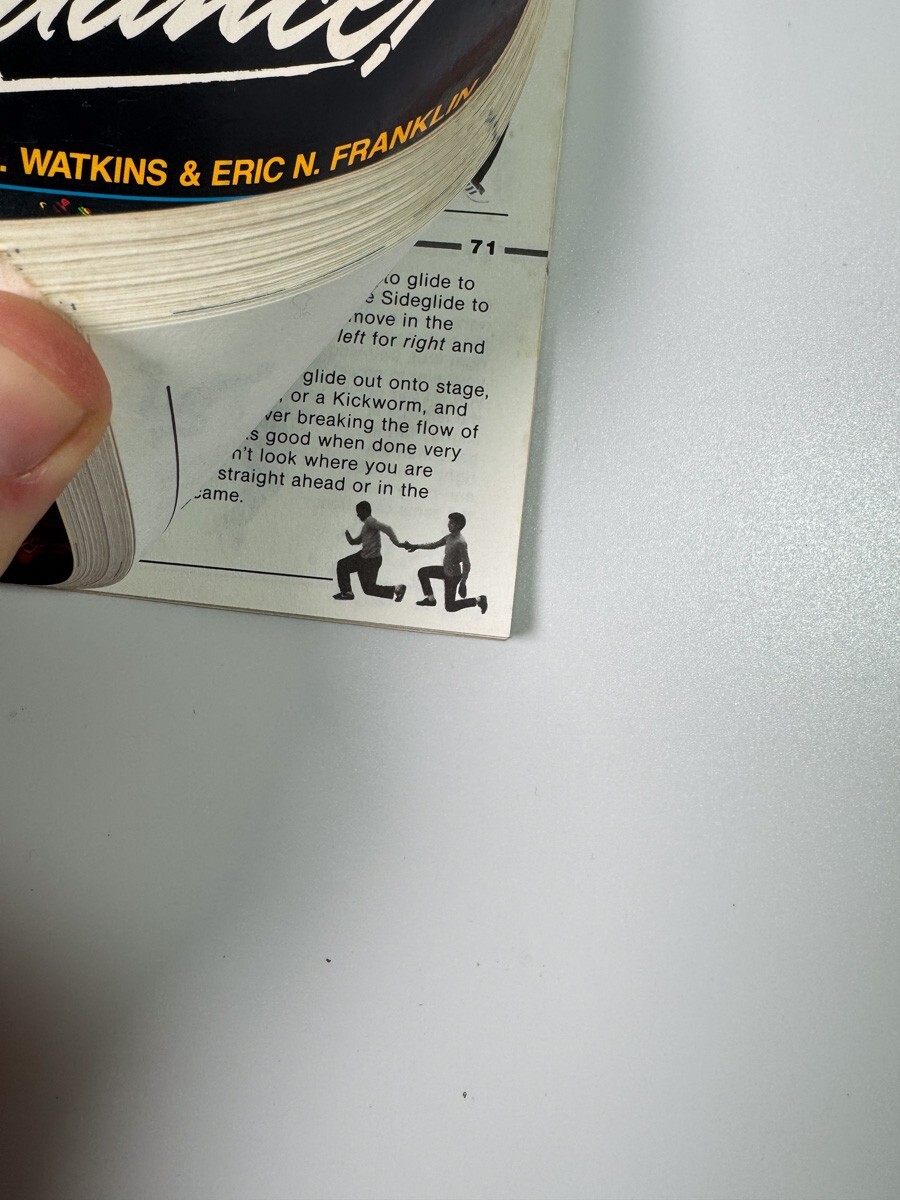 dance!
. WATKINS & ERIC N. FRANKLIN
71
to glide to
Sideglide to
move in the
left for right and
glide out onto stage,
, or a Kickworm, and
ver breaking the flow of
s good when done very
n't look where you are
straight ahead or in the
same.